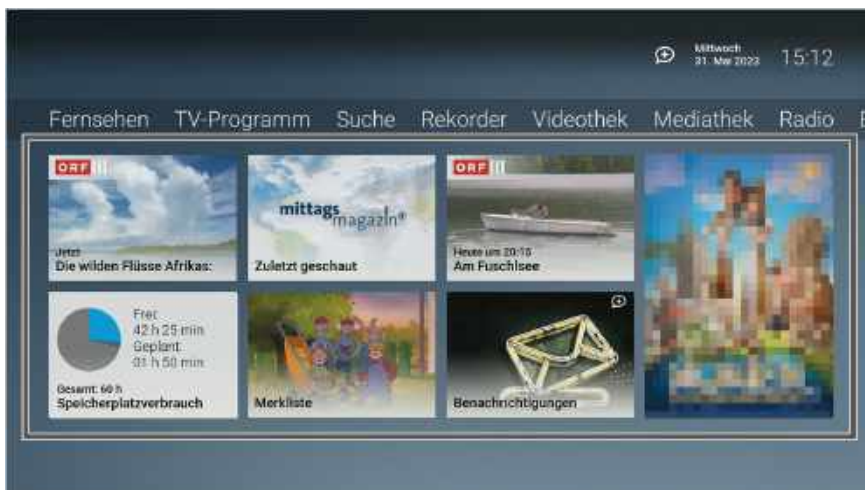 Mittwoch
31. Mai 2023
15:12
Fernsehen TV-Programm Suche Rekorder Videothek Mediathek Radio
ORF III
Jetzt
Die wilden Flüsse Afrikas:
mittags
magazin®
Zuletzt geschaut
ORF III
Heute um 20:15
Am Fuschlsee
Frei:
42 h 25 min
Geplant:
01 h 50 min
Gesamt: 60 h
Speicherplatzverbrauch
Merkliste
Benachrichtigungen